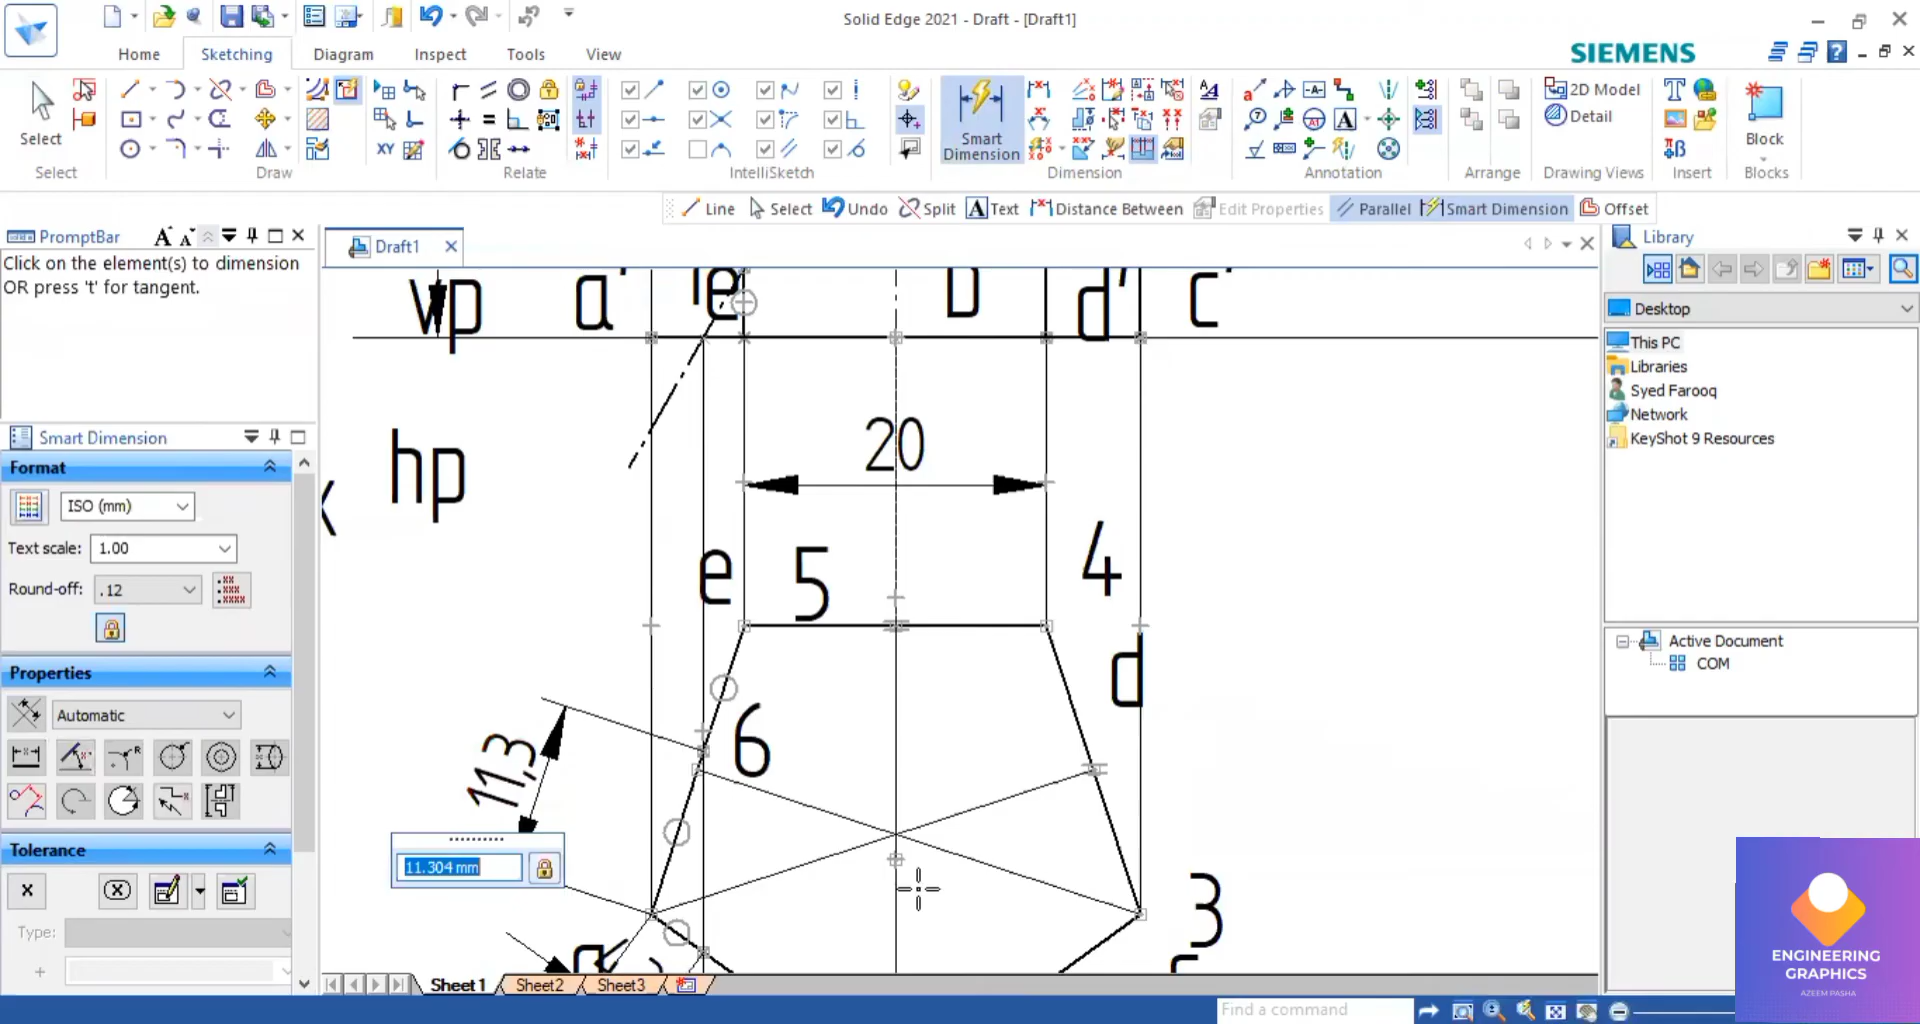 Solid Edge 2021 - Draft - [Draft1]
SIEMENS
Home
Sketching
Diagram
Inspect
Tools
View
Select
XY
Smart
Dimension
A
2D Model
Detail
Block
Select
Draw
Relate
IntelliSketch
Dimension
Annotation
Arrange
Drawing Views
Insert
Blocks
Line
Select
Undo
Split
Text
Distance Between
Edit Properties
Parallel
Smart Dimension
Offset
PromptBar
Click on the element(s) to dimension
OR press 't' for tangent.
Draft1
Library
Desktop
This PC
Libraries
Syed Farooq
Network
KeyShot 9 Resources
Active Document
COM
Smart Dimension
Format
ISO (mm)
Text scale: 1.00
Round-off: .12
Properties
Automatic
Tolerance
Type:
vp
a'
e
b
d'
c'
hp
x
20
e
5
4
d
6
11,3
11.304 mm
3
Sheet1
Sheet2
Sheet3
Find a command
ENGINEERING
GRAPHICS
AZEEM PASHA